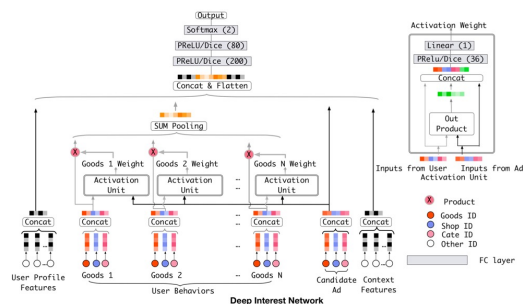 Output
Softmax (2)
PReLU/Dice (80)
PReLU/Dice (200)
Concat & Flatten
SUM Pooling
Goods 1 Weight
Goods 2 Weight
Goods N Weight
X
X
X
Activation Unit
Activation Unit
...
Activation Unit
...
Concat
Concat
Concat
Concat
...
Concat
Concat
Concat
...
...
...
User Profile Features
Goods 1
Goods 2
...
Goods N
User Behaviors
Candidate Ad
Context Features
Activation Weight
Linear (1)
PRelu/Dice (36)
Concat
Out Product
Inputs from User
Inputs from Ad
Activation Unit
X
Product
Goods ID
Shop ID
Cate ID
Other ID
FC layer
Deep Interest Network